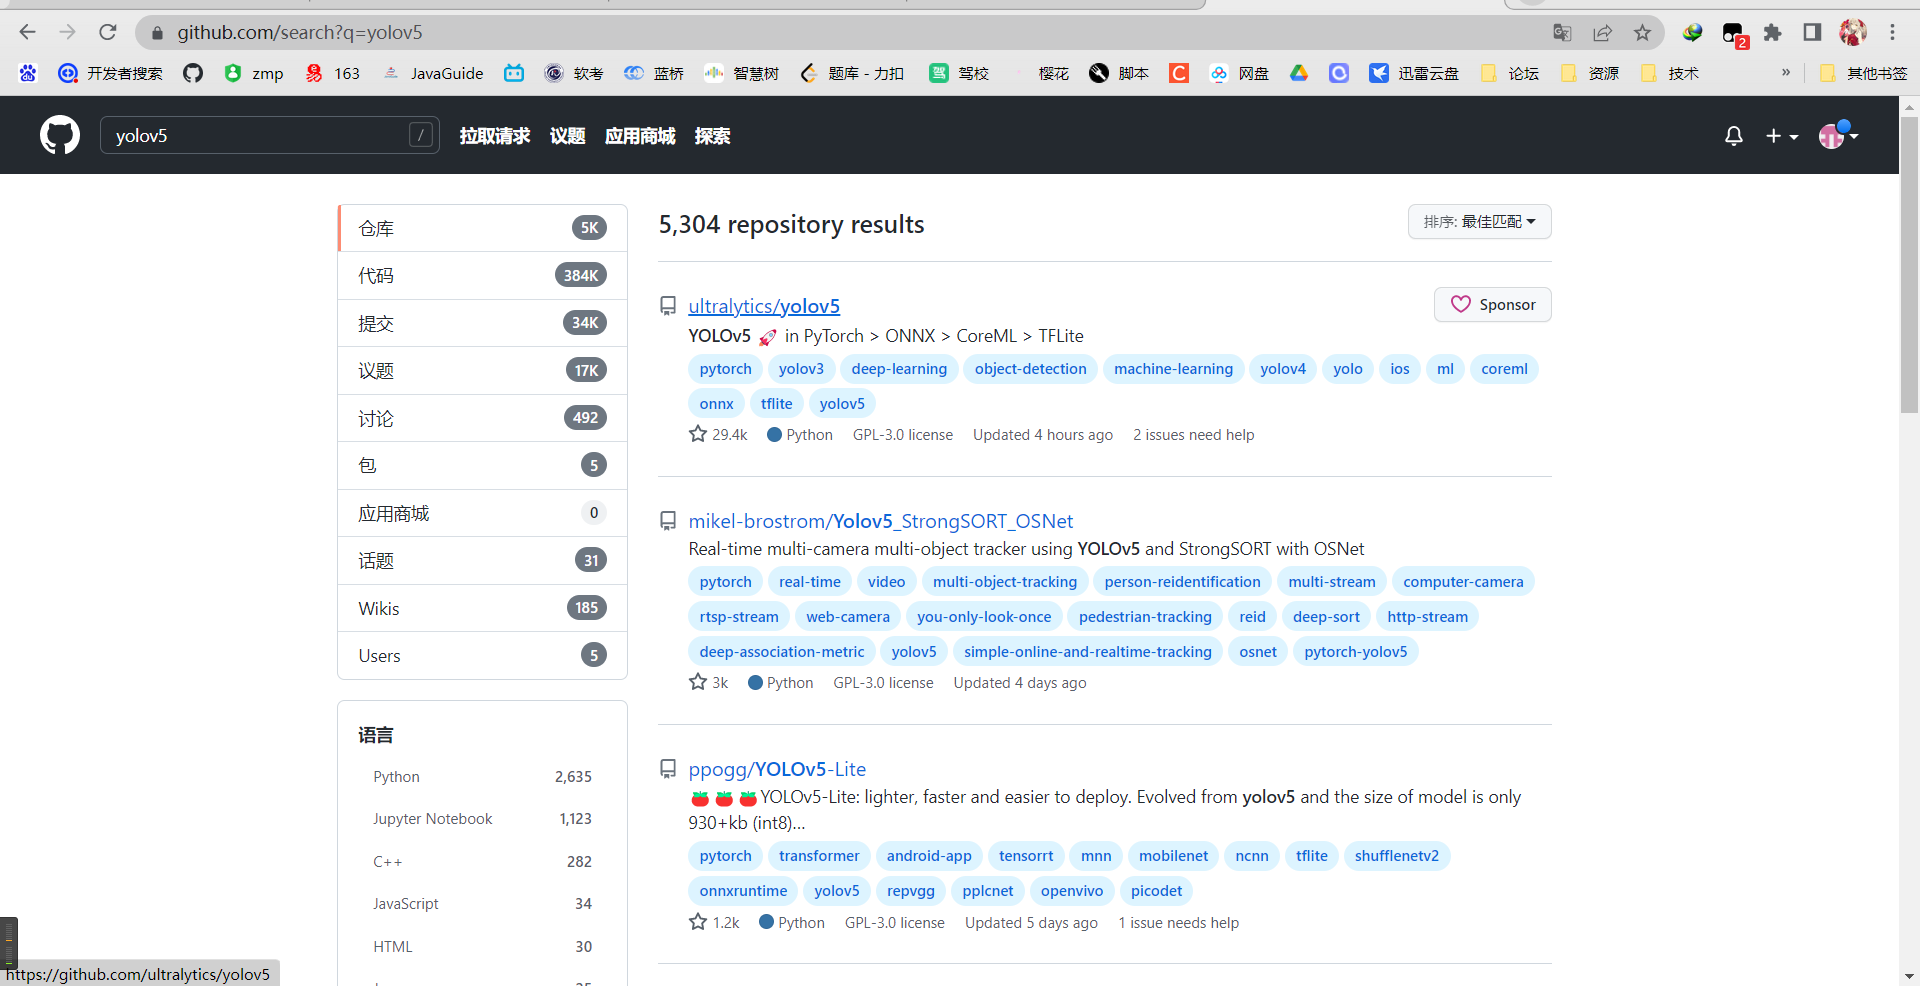 github.com/search?q=yolov5
2
开发者搜索 zmp 163 JavaGuide 软考 蓝桥 智慧树 题库 - 力扣 驾校 樱花 脚本 网盘 迅雷云盘 论坛 资源 技术 » 其他书签
yolov5 / 拉取请求 议题 应用商城 探索
仓库 5K
代码 384K
提交 34K
议题 17K
讨论 492
包 5
应用商城 0
话题 31
Wikis 185
Users 5
语言
Python 2,635
Jupyter Notebook 1,123
C++ 282
JavaScript 34
HTML 30
5,304 repository results
排序: 最佳匹配
ultralytics/yolov5
Sponsor
YOLOv5 🚀 in PyTorch > ONNX > CoreML > TFLite
pytorch yolov3 deep-learning object-detection machine-learning yolov4 yolo ios ml coreml
onnx tflite yolov5
29.4k Python GPL-3.0 license Updated 4 hours ago 2 issues need help
mikel-brostrom/Yolov5_StrongSORT_OSNet
Real-time multi-camera multi-object tracker using YOLOv5 and StrongSORT with OSNet
pytorch real-time video multi-object-tracking person-reidentification multi-stream computer-camera
rtsp-stream web-camera you-only-look-once pedestrian-tracking reid deep-sort http-stream
deep-association-metric yolov5 simple-online-and-realtime-tracking osnet pytorch-yolov5
3k Python GPL-3.0 license Updated 4 days ago
ppogg/YOLOv5-Lite
🍅🍅🍅YOLOv5-Lite: lighter, faster and easier to deploy. Evolved from yolov5 and the size of model is only
930+kb (int8)...
pytorch transformer android-app tensorrt mnn mobilenet ncnn tflite shufflenetv2
onnxruntime yolov5 repvgg pplcnet openvivo picodet
1.2k Python GPL-3.0 license Updated 5 days ago 1 issue needs help
https://github.com/ultralytics/yolov5